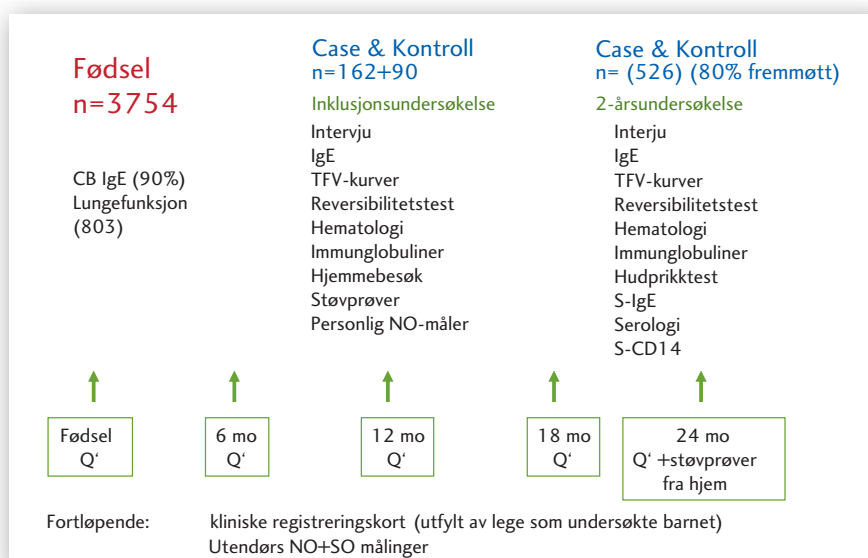 Fødsel
n=3754
CB IgE (90%)
Lungefunksjon
(803)
Case & Kontroll
n=162+90
Inklusjonsundersøkelse
Intervju
IgE
TFV-kurver
Reversibilitetstest
Hematologi
Immunglobuliner
Hjemmebesøk
Støvprøver
Personlig NO-måler
Case & Kontroll
n= (526) (80% fremmøtt)
2-årsundersøkelse
Interju
IgE
TFV-kurver
Reversibilitetstest
Hematologi
Immunglobuliner
Hudprikktest
S-IgE
Serologi
S-CD14
Fødsel
Q‘
6 mo
Q‘
12 mo
Q‘
18 mo
Q‘
24 mo
Q‘ +støvprøver
fra hjem
Fortløpende: kliniske registreringskort (utfylt av lege som undersøkte barnet)
Utendørs NO+SO målinger